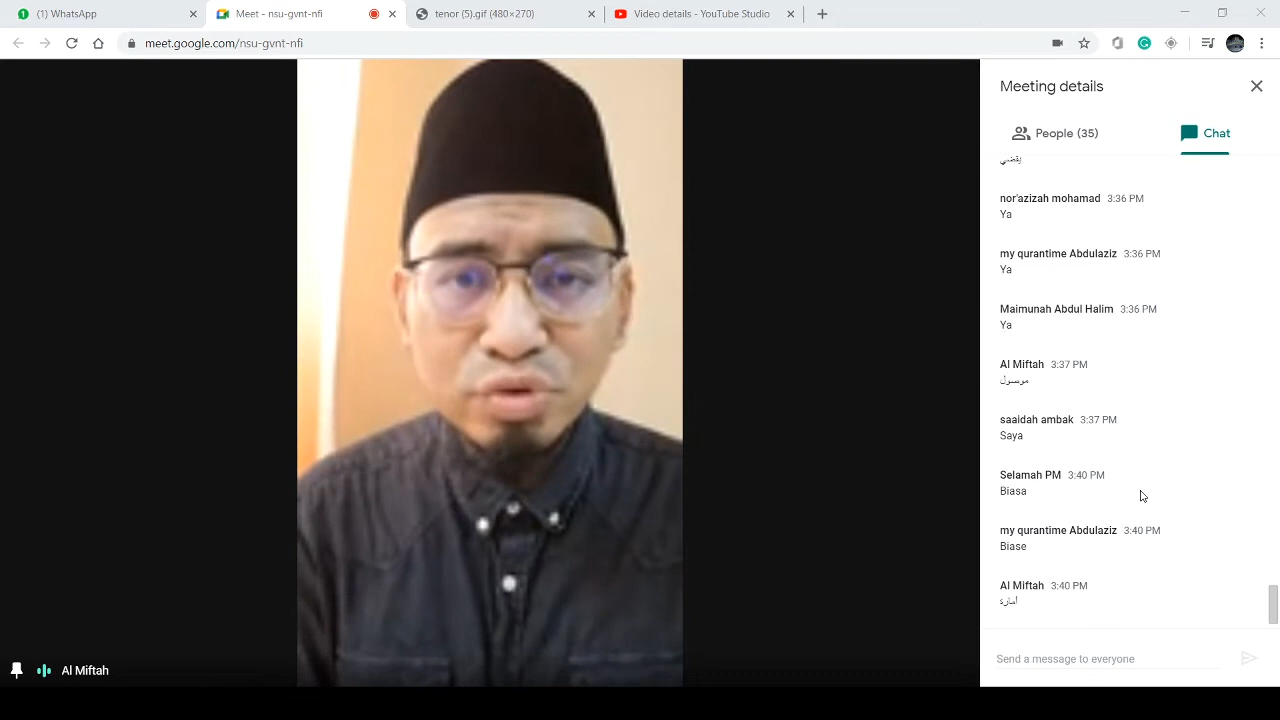 (1) WhatsApp
Meet - nsu-gvnt-nfi
tenor (5).gif (480×270)
Video details - YouTube Studio
meet.google.com/nsu-gvnt-nfi
Meeting details
People (35)
Chat
يقضي
nor'azizah mohamad 3:36 PM
Ya
my qurantime Abdulaziz 3:36 PM
Ya
Maimunah Abdul Halim 3:36 PM
Ya
Al Miftah 3:37 PM
موصول
saaidah ambak 3:37 PM
Saya
Selamah PM 3:40 PM
Biasa
my qurantime Abdulaziz 3:40 PM
Biase
Al Miftah 3:40 PM
أمارة
Send a message to everyone
Al Miftah